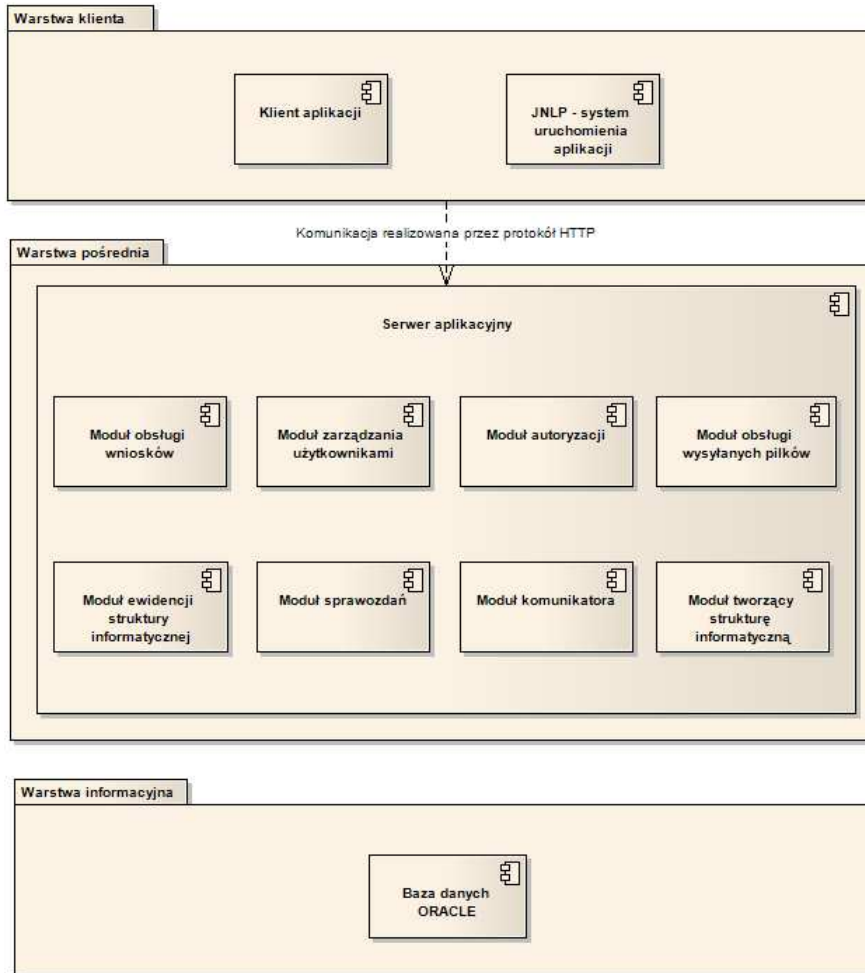 Warstwa klienta
Klient aplikacji
JNLP - system
uruchomienia
aplikacji
Komunikacja realizowana przez protokół HTTP
Warstwa pośrednia
Serwer aplikacyjny
Moduł obsługi
wniosków
Moduł zarządzania
użytkownikami
Moduł autoryzacji
Moduł obsługi
wysyłanych pilków
Moduł ewidencji
struktury
informatycznej
Moduł sprawozdań
Moduł komunikatora
Moduł tworzący
strukturę
informatyczną
Warstwa informacyjna
Baza danych
ORACLE